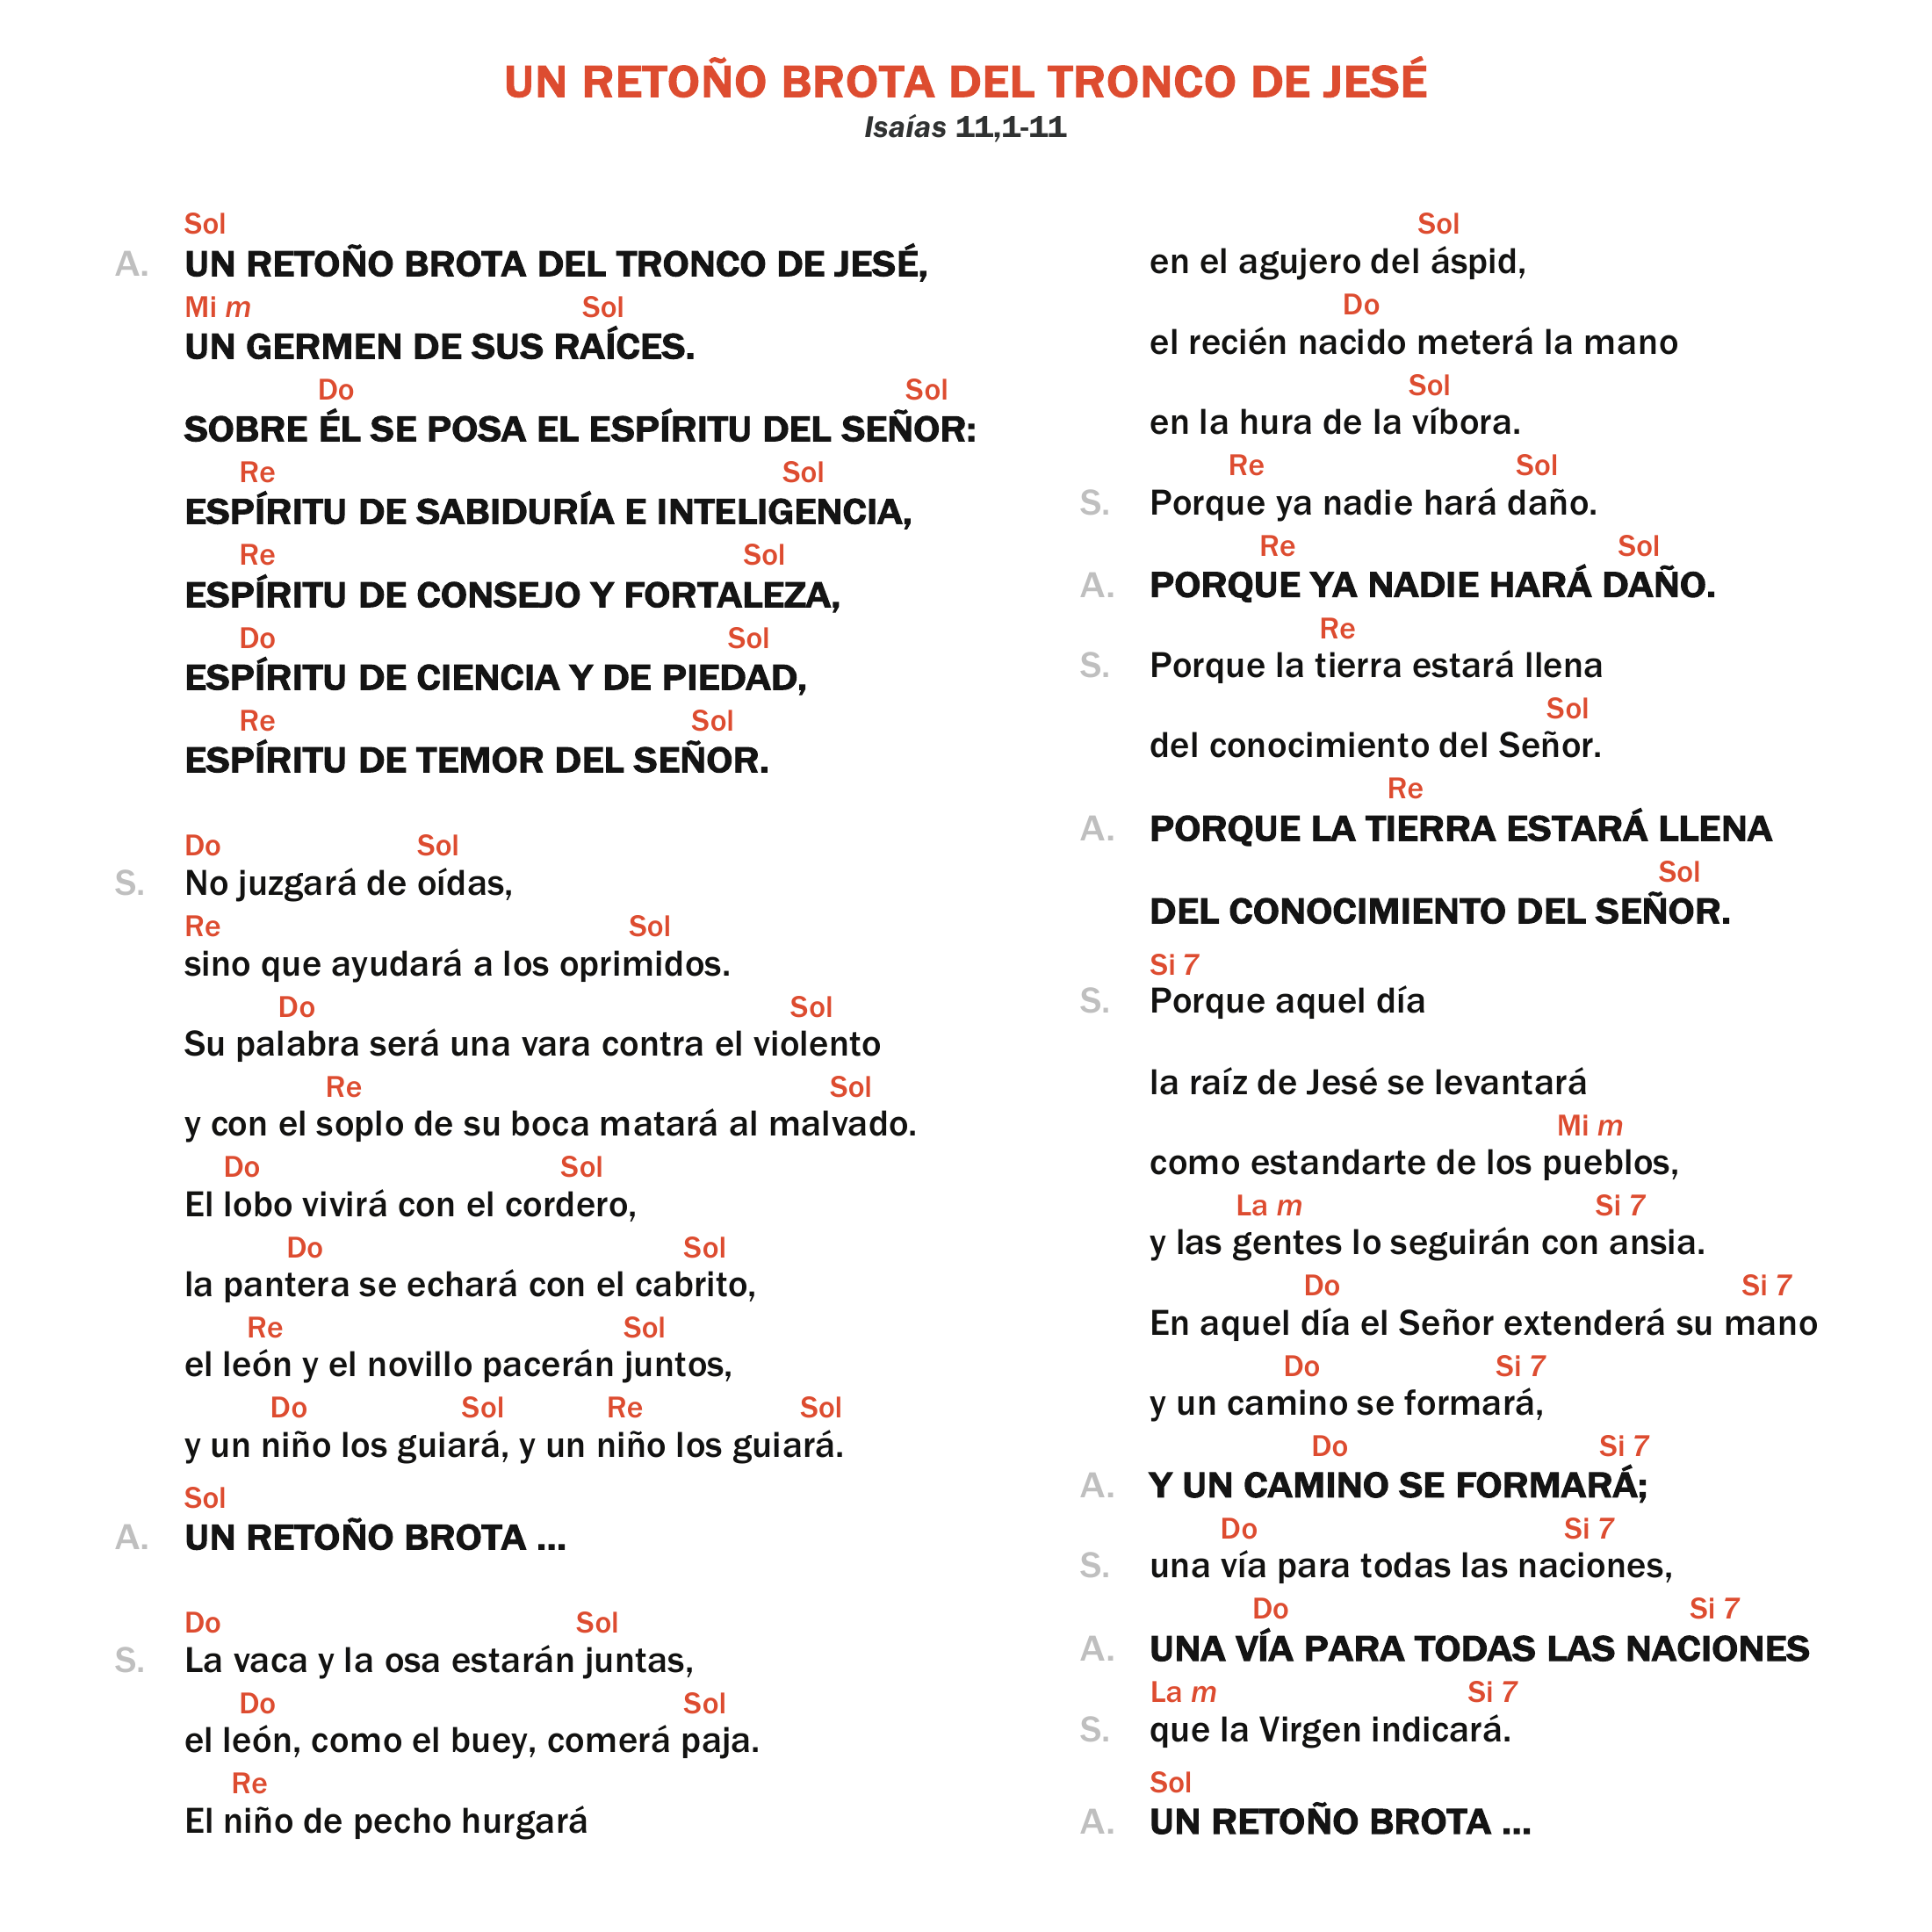 UN RETOÑO BROTA DEL TRONCO DE JESÉ
Isaías 11,1-11
Sol
A. UN RETOÑO BROTA DEL TRONCO DE JESÉ,
Mi m Sol
UN GERMEN DE SUS RAÍCES.
Do Sol
SOBRE ÉL SE POSA EL ESPÍRITU DEL SEÑOR:
Re Sol
ESPÍRITU DE SABIDURÍA E INTELIGENCIA,
Re Sol
ESPÍRITU DE CONSEJO Y FORTALEZA,
Do Sol
ESPÍRITU DE CIENCIA Y DE PIEDAD,
Re Sol
ESPÍRITU DE TEMOR DEL SEÑOR.
Do Sol
S. No juzgará de oídas,
Re Sol
sino que ayudará a los oprimidos.
Do Sol
Su palabra será una vara contra el violento
Re Sol
y con el soplo de su boca matará al malvado.
Do Sol
El lobo vivirá con el cordero,
Do Sol
la pantera se echará con el cabrito,
Re Sol
el león y el novillo pacerán juntos,
Do Sol Re Sol
y un niño los guiará, y un niño los guiará.
Sol
A. UN RETOÑO BROTA ...
Do Sol
S. La vaca y la osa estarán juntas,
Do Sol
el león, como el buey, comerá paja.
Re
El niño de pecho hurgará
Sol
en el agujero del áspid,
Do
el recién nacido meterá la mano
Sol
en la hura de la víbora.
Re Sol
S. Porque ya nadie hará daño.
Re Sol
A. PORQUE YA NADIE HARÁ DAÑO.
Re
S. Porque la tierra estará llena
Sol
del conocimiento del Señor.
Re
A. PORQUE LA TIERRA ESTARÁ LLENA
Sol
DEL CONOCIMIENTO DEL SEÑOR.
Si 7
S. Porque aquel día
la raíz de Jesé se levantará
Mi m
como estandarte de los pueblos,
La m Si 7
y las gentes lo seguirán con ansia.
Do Si 7
En aquel día el Señor extenderá su mano
Do Si 7
y un camino se formará,
Do Si 7
A. Y UN CAMINO SE FORMARÁ;
Do Si 7
S. una vía para todas las naciones,
Do Si 7
A. UNA VÍA PARA TODAS LAS NACIONES
La m Si 7
S. que la Virgen indicará.
Sol
A. UN RETOÑO BROTA ...